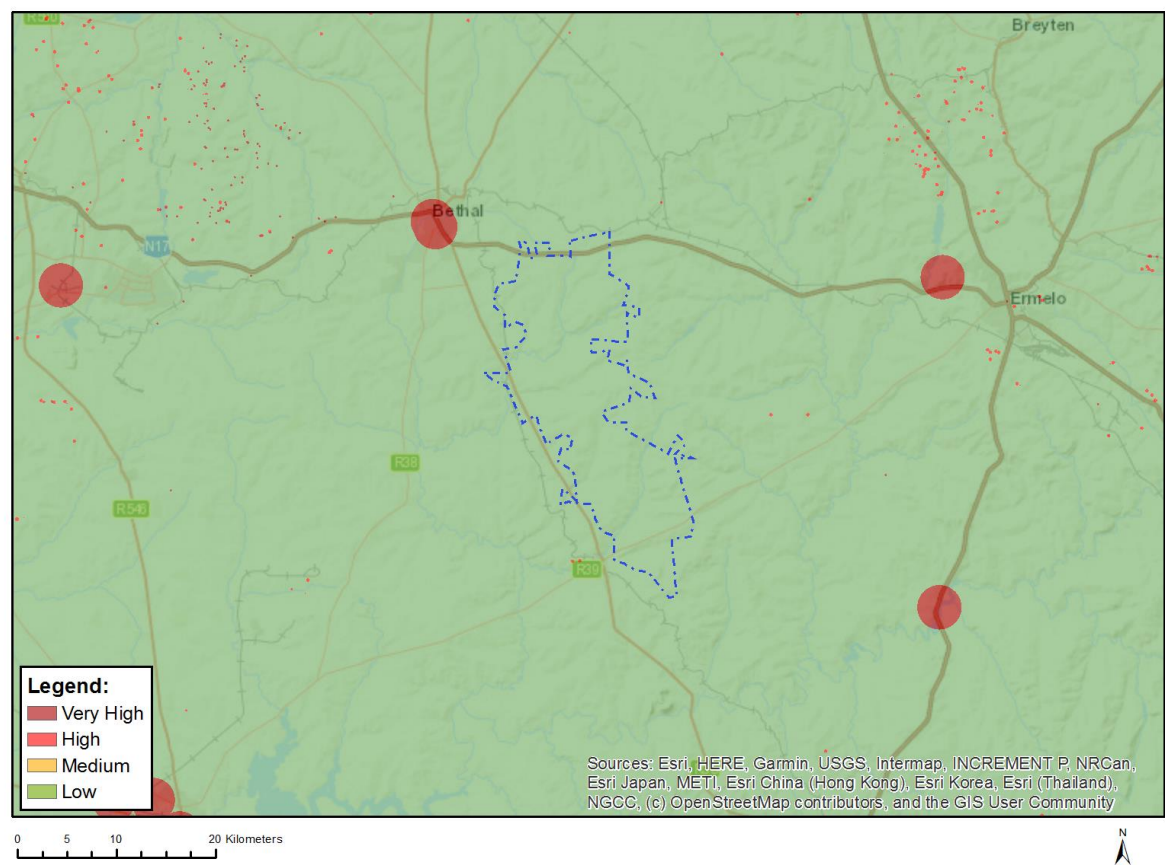 Breyten
Bethal
N17
Ermelo
R38
R546
R39
Legend:
Very High
High
Medium
Low
Sources: Esri, HERE, Garmin, USGS, Intermap, INCREMENT P, NRCan,
Esri Japan, METI, Esri China (Hong Kong), Esri Korea, Esri (Thailand),
NGCC, (c) OpenStreetMap contributors, and the GIS User Community
0 5 10 20 Kilometers
N